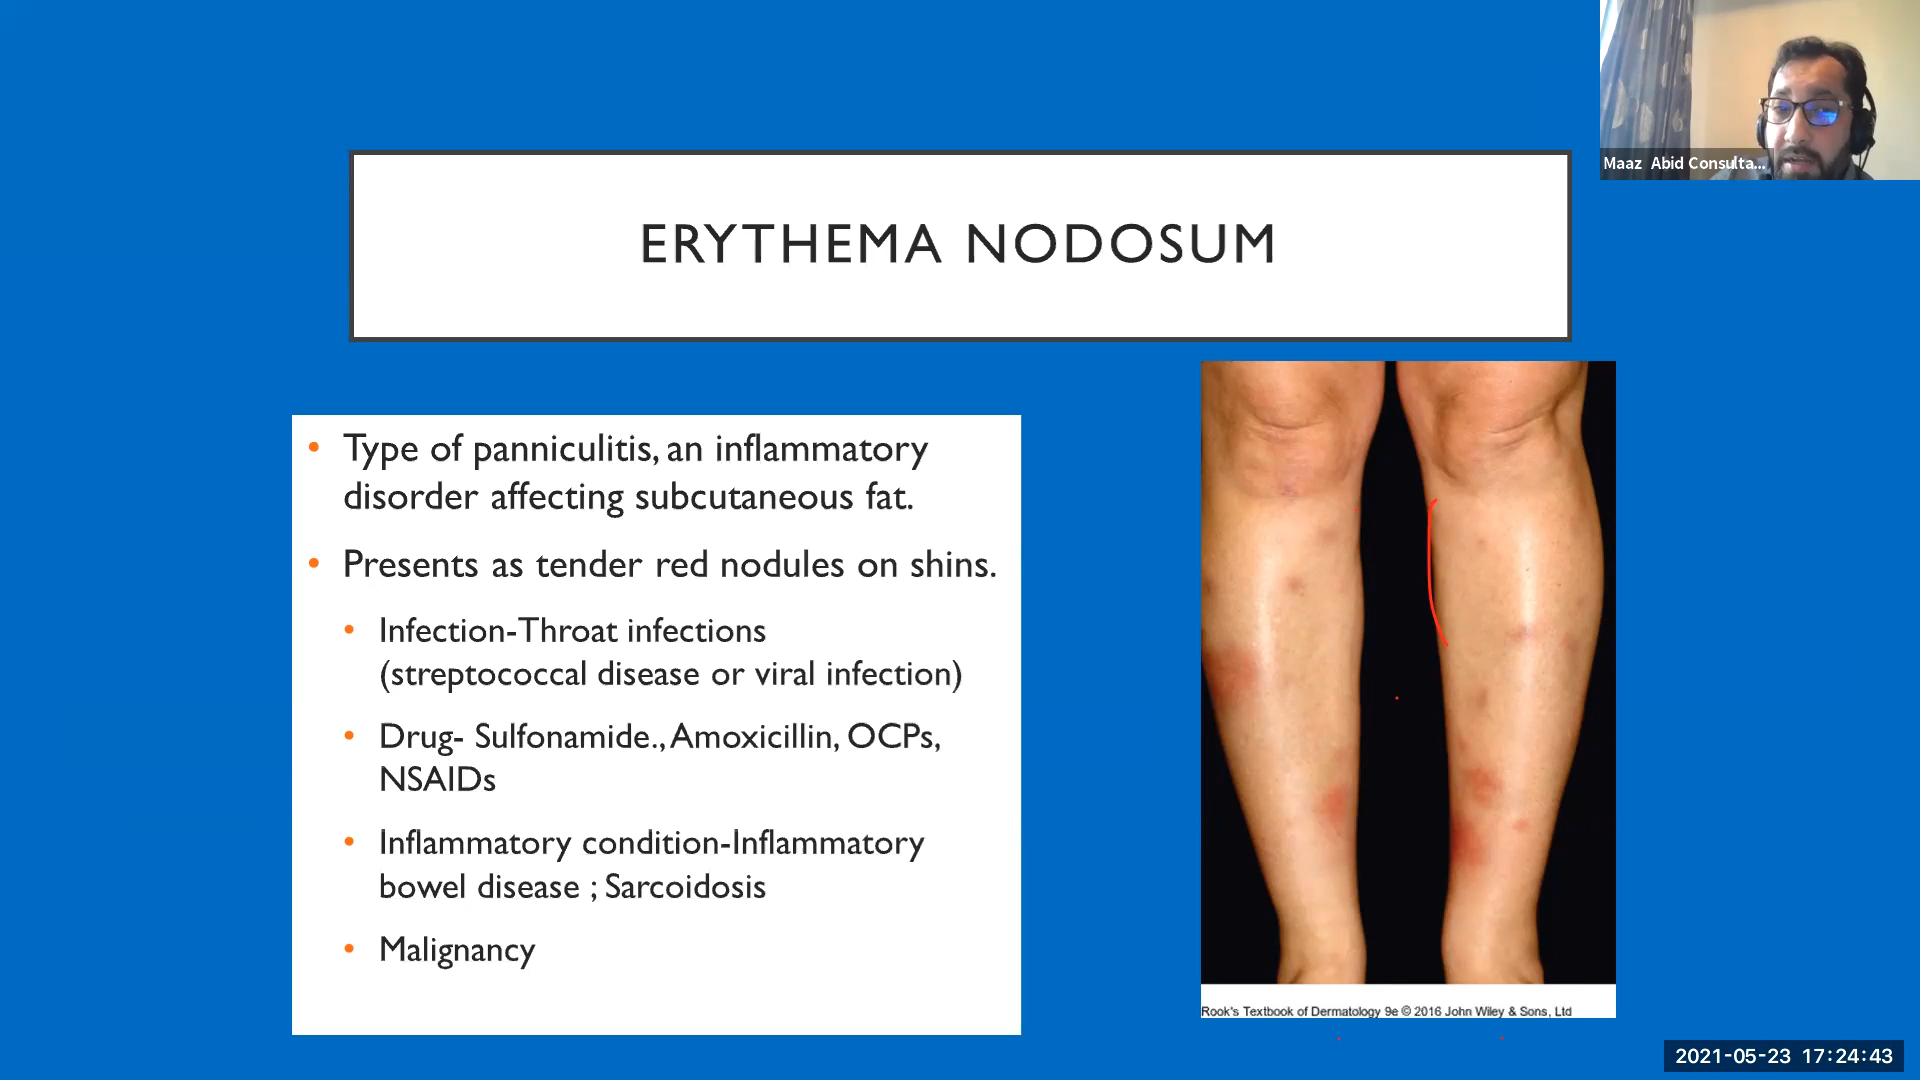 Maaz Abid Consulta...
ERYTHEMA NODOSUM
• Type of panniculitis, an inflammatory
disorder affecting subcutaneous fat.
• Presents as tender red nodules on shins.
• Infection-Throat infections
(streptococcal disease or viral infection)
• Drug- Sulfonamide., Amoxicillin, OCPs,
NSAIDs
• Inflammatory condition-Inflammatory
bowel disease ; Sarcoidosis
• Malignancy
Rook's Textbook of Dermatology 9e © 2016 John Wiley & Sons, Ltd
2021-05-23 17:24:43